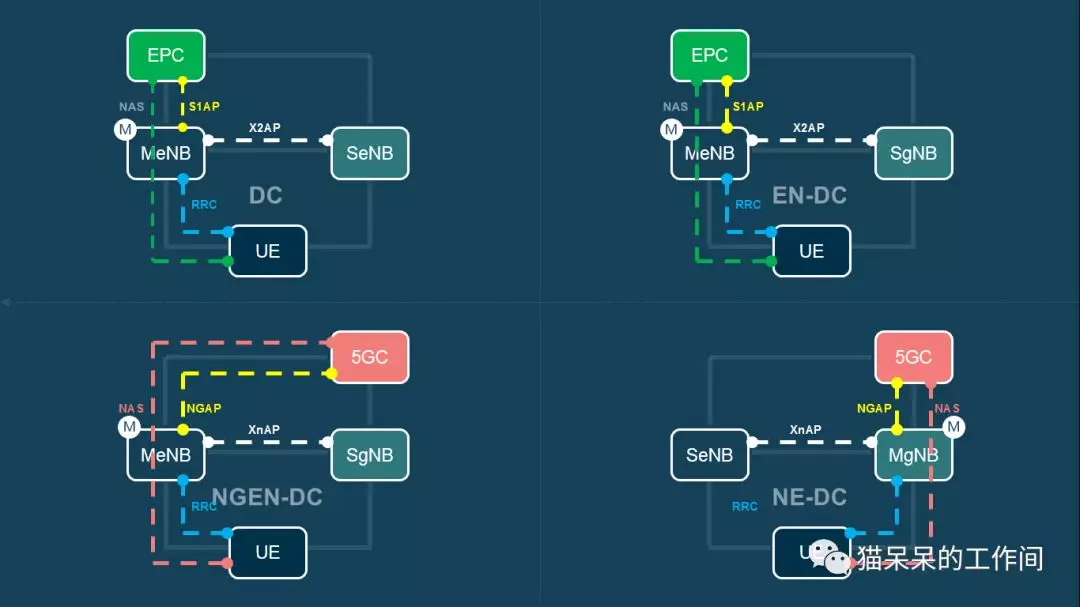 EPC
NAS
S1AP
M
X2AP
MeNB
SeNB
DC
RRC
UE
EPC
NAS
S1AP
M
X2AP
MeNB
SgNB
EN-DC
RRC
UE
5GC
NAS
NGAP
M
XnAP
MeNB
SgNB
NGEN-DC
RRC
UE
5GC
NGAP
NAS
XnAP
M
SeNB
MgNB
NE-DC
RRC
猫呆呆的工作间